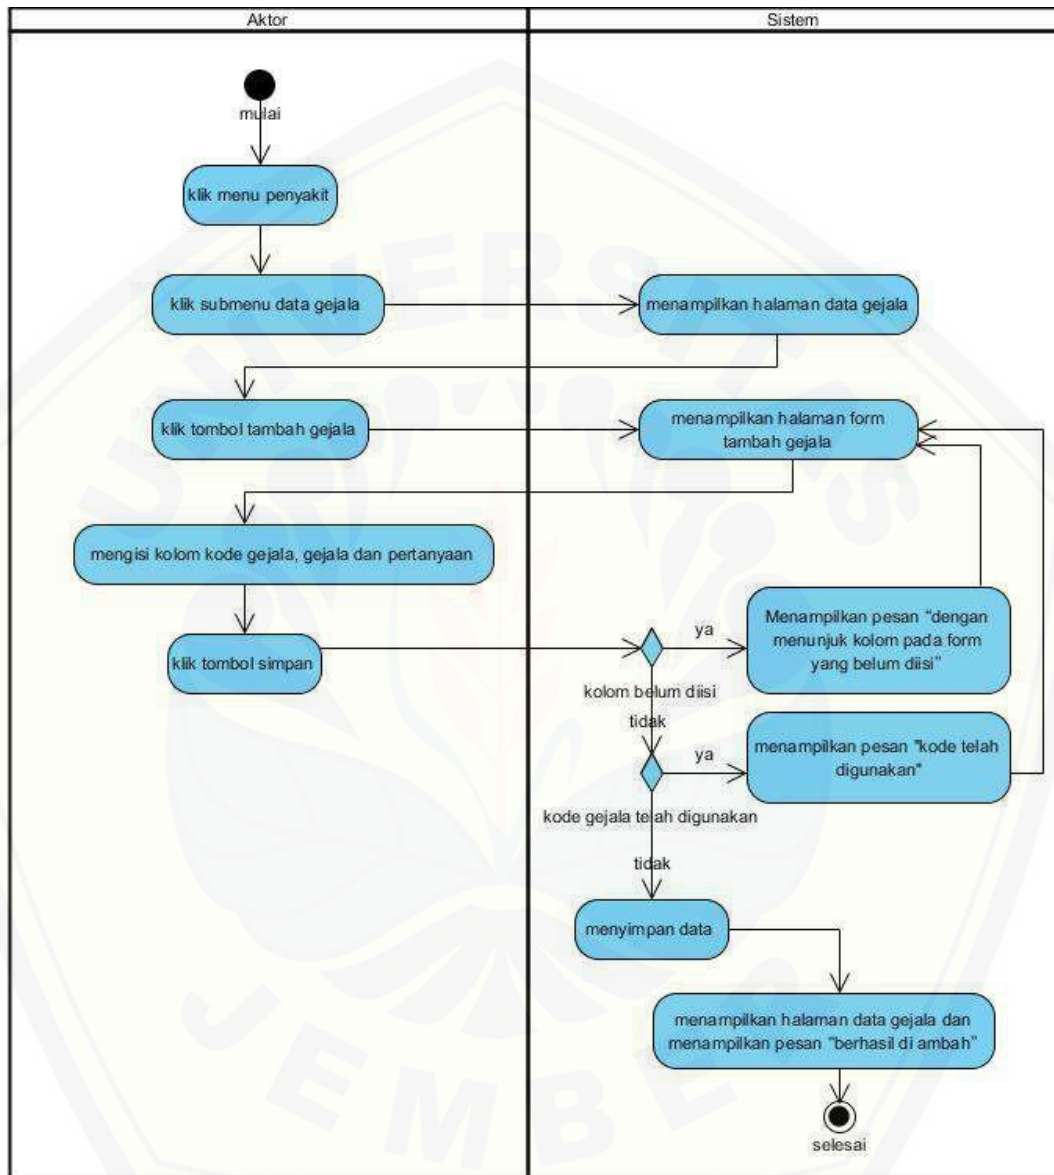 Aktor
Sistem
mulai
klik menu penyakit
klik submenu data gejala
menampilkan halaman data gejala
klik tombol tambah gejala
menampilkan halaman form
tambah gejala
mengisi kolom kode gejala, gejala dan pertanyaan
klik tombol simpan
ya
Menampilkan pesan “dengan
menunjuk kolom pada form
yang belum diisi”
kolom belum diisi
tidak
ya
menampilkan pesan "kode telah
digunakan"
kode gejala telah digunakan
tidak
menyimpan data
menampilkan halaman data gejala dan
menampilkan pesan “berhasil di ambah”
selesai
UNIVERSITAS
JEMBER